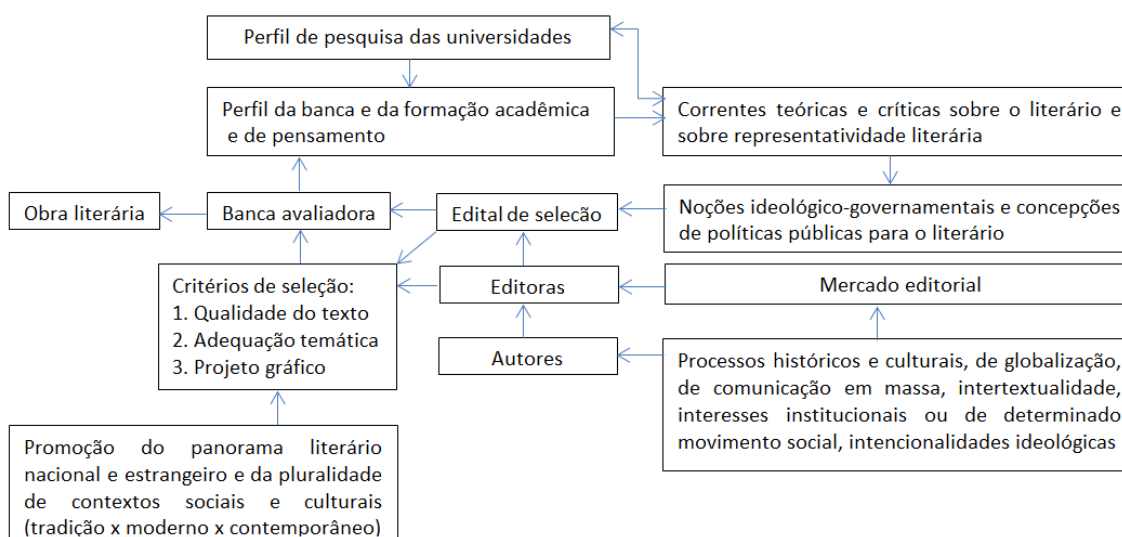 Perfil de pesquisa das universidades
Perfil da banca e da formação acadêmica
e de pensamento
Correntes teóricas e críticas sobre o literário e
sobre representatividade literária
Obra literária
Banca avaliadora
Edital de selecão
Noções ideológico-governamentais e concepções
de políticas públicas para o literário
Critérios de seleção:
1. Qualidade do texto
2. Adequação temática
3. Projeto gráfico
Editoras
Mercado editorial
Autores
Processos históricos e culturais, de globalização,
de comunicação em massa, intertextualidade,
interesses institucionais ou de determinado
movimento social, intencionalidades ideológicas
Promoção do panorama literário
nacional e estrangeiro e da pluralidade
de contextos sociais e culturais
(tradição x moderno x contemporâneo)